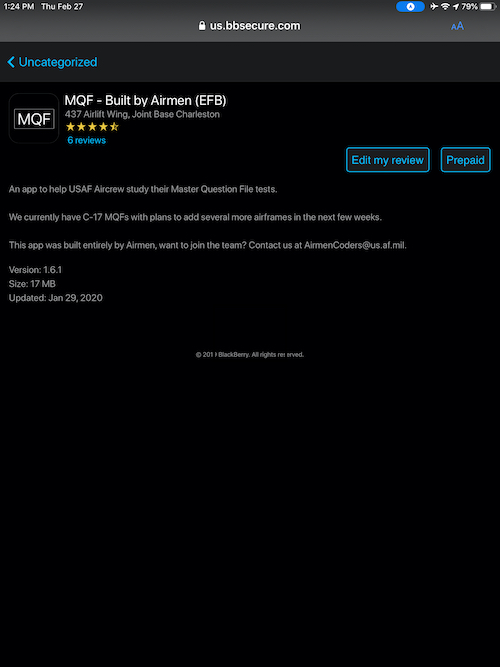 1:24 PM Thu Feb 27 79%
us.bbsecure.com AA
Uncategorized
MQF
MQF - Built by Airmen (EFB)
437 Airlift Wing, Joint Base Charleston
6 reviews
Edit my review Prepaid
An app to help USAF Aircrew study their Master Question File tests.
We currently have C-17 MQFs with plans to add several more airframes in the next few weeks.
This app was built entirely by Airmen, want to join the team? Contact us at AirmenCoders@us.af.mil.
Version: 1.6.1
Size: 17 MB
Updated: Jan 29, 2020
© BlackBerry. All rights reserved.